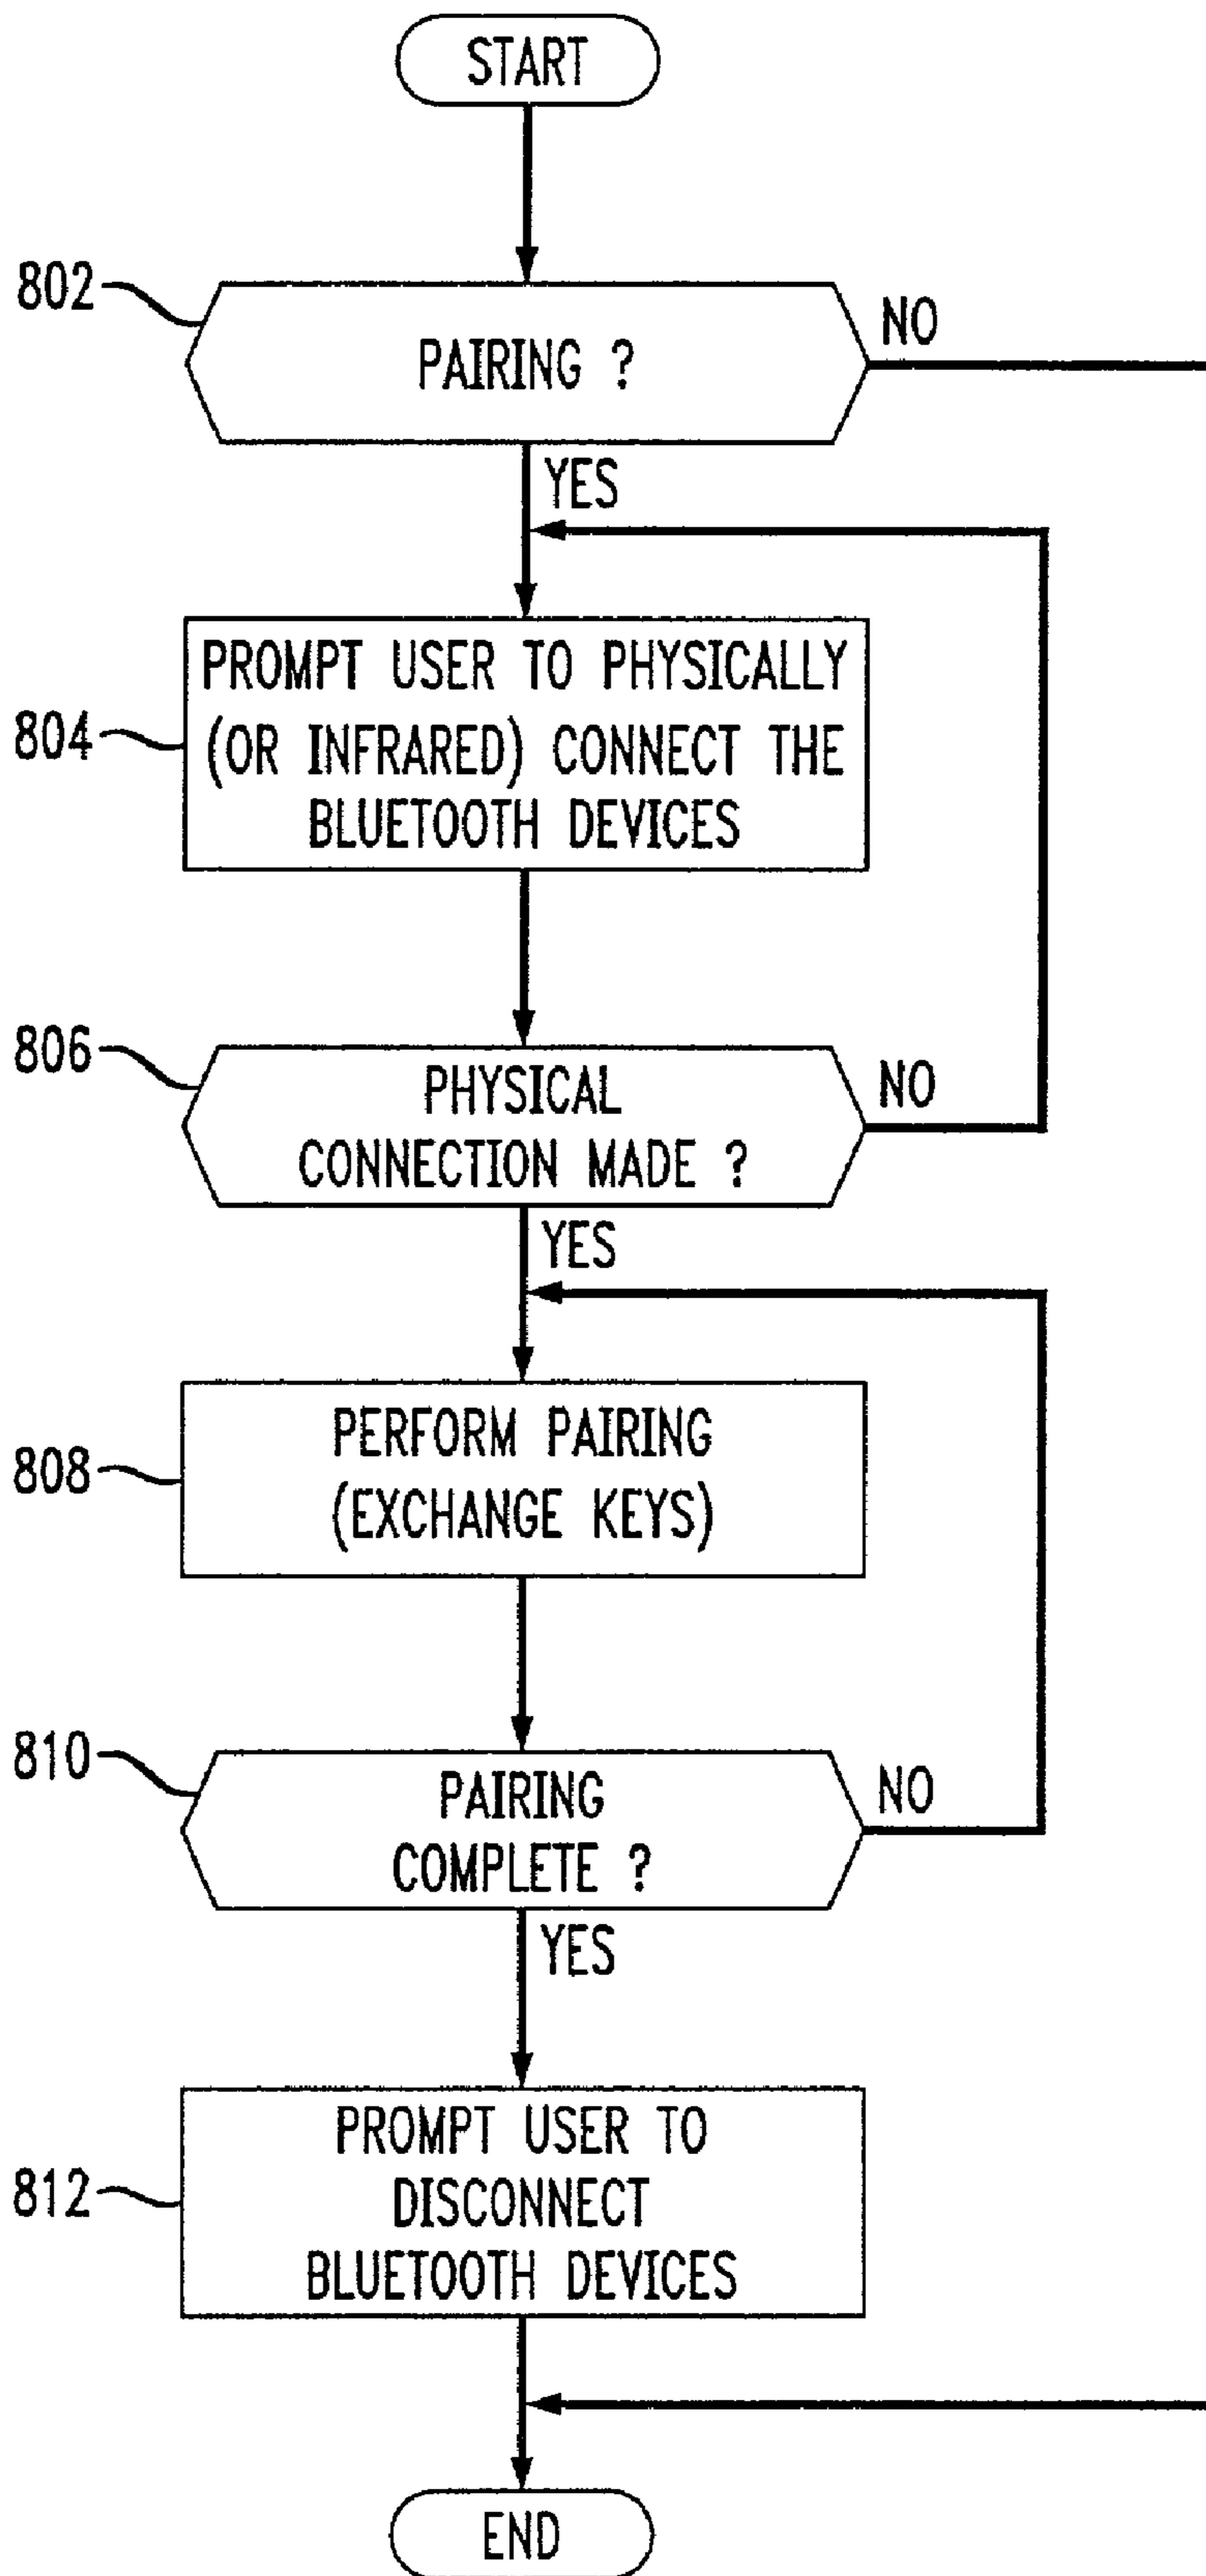 START
802
PAIRING ?
NO
YES
804
PROMPT USER TO PHYSICALLY
(OR INFRARED) CONNECT THE
BLUETOOTH DEVICES
806
PHYSICAL
CONNECTION MADE ?
NO
YES
808
PERFORM PAIRING
(EXCHANGE KEYS)
810
PAIRING
COMPLETE ?
NO
YES
812
PROMPT USER TO
DISCONNECT
BLUETOOTH DEVICES
END